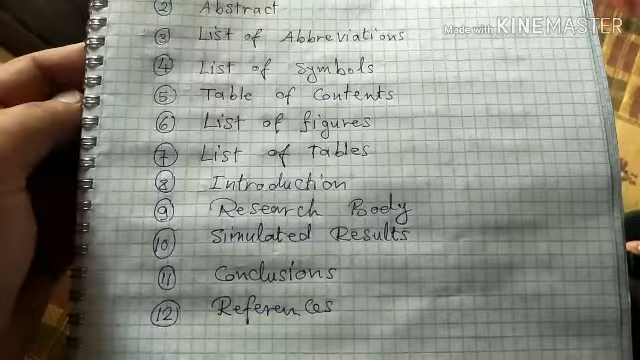 Made with KINEMASTER
② Abstract
③ List of Abbreviations
④ List of Symbols
⑤ Table of Contents
⑥ List of figures
⑦ List of Tables
⑧ Introduction
⑨ Research Body
⑩ Simulated Results
⑪ Conclusions
⑫ References